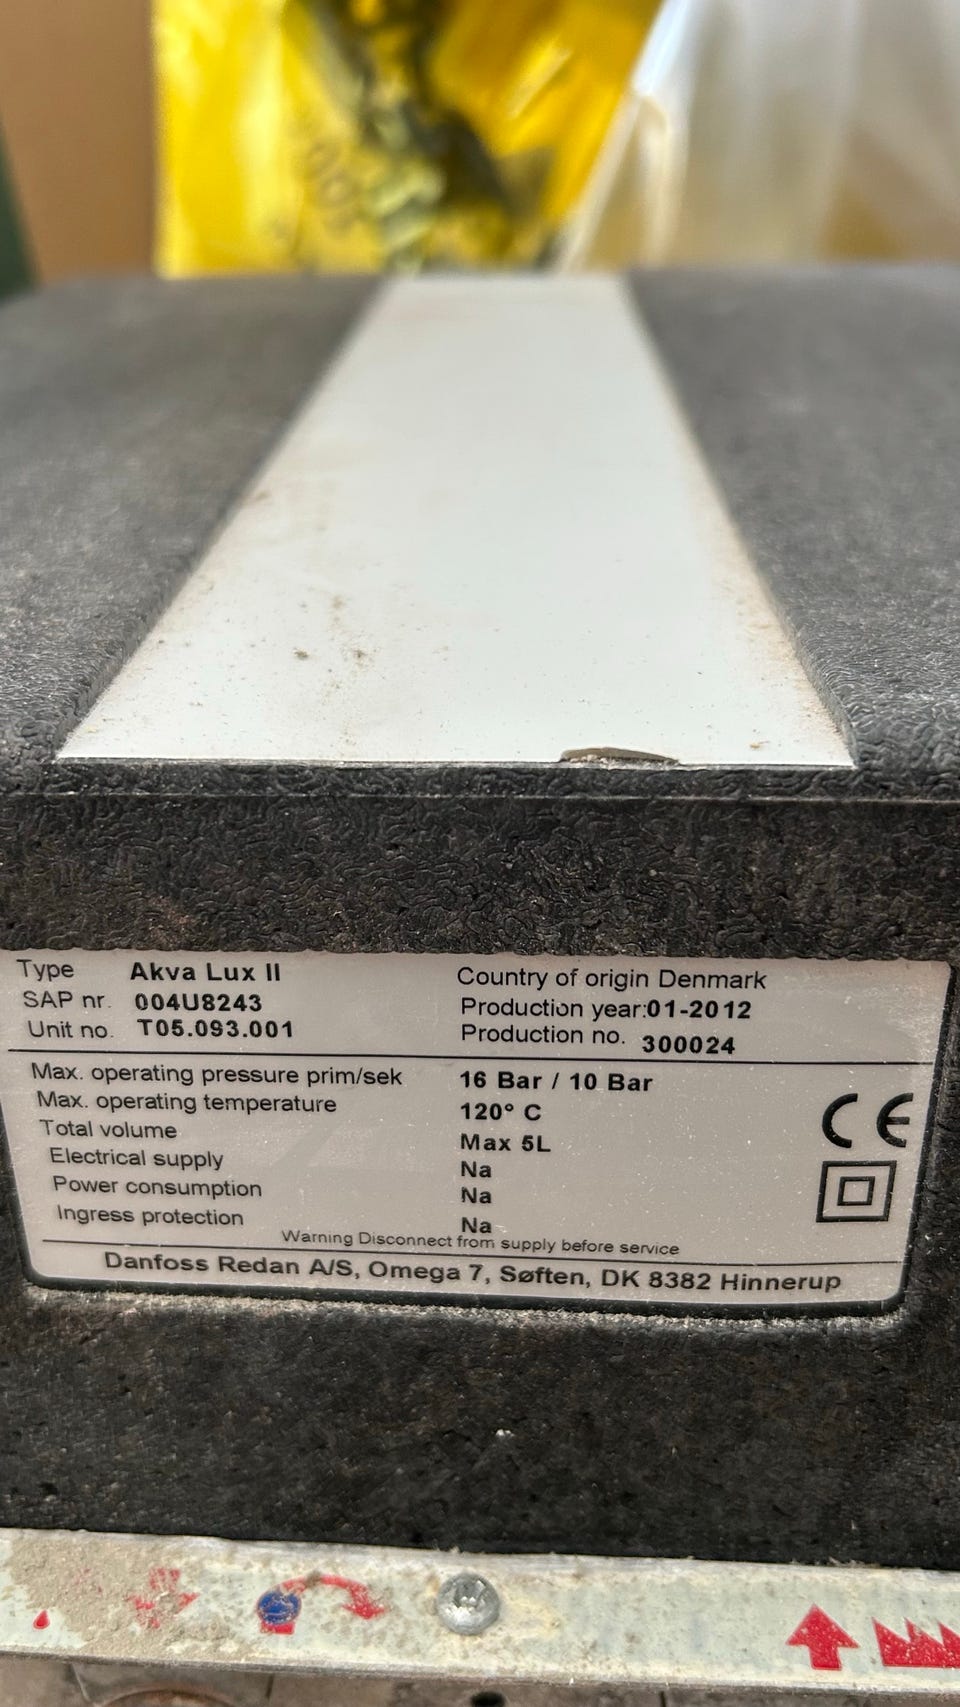 Type Akva Lux II
SAP nr. 004U8243
Unit no. T05.093.001
Country of origin Denmark
Production year:01-2012
Production no. 300024
Max. operating pressure prim/sek 16 Bar / 10 Bar
Max. operating temperature 120° C
Total volume Max 5L
Electrical supply Na
Power consumption Na
Ingress protection Na
Warning Disconnect from supply before service
Danfoss Redan A/S, Omega 7, Søften, DK 8382 Hinnerup
CE